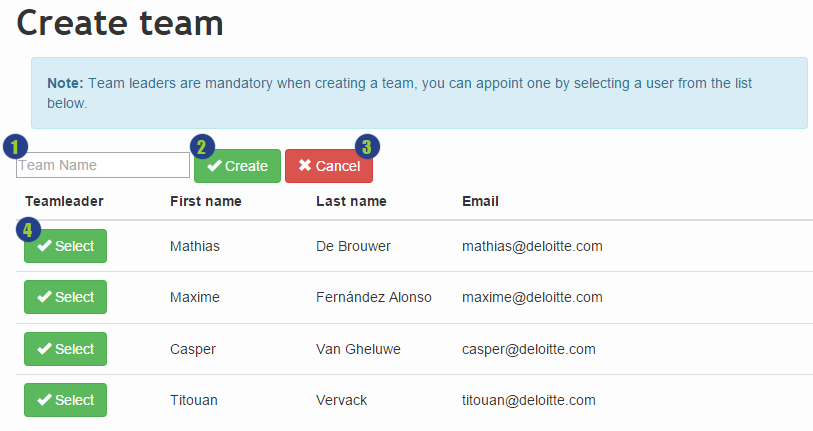 Create team
Note: Team leaders are mandatory when creating a team, you can appoint one by selecting a user from the list
below.
1 2 3
Team Name Create Cancel
Teamleader First name Last name Email
4
Select Mathias De Brouwer mathias@deloitte.com
Select Maxime Fernández Alonso maxime@deloitte.com
Select Casper Van Gheluwe casper@deloitte.com
Select Titouan Vervack titouan@deloitte.com